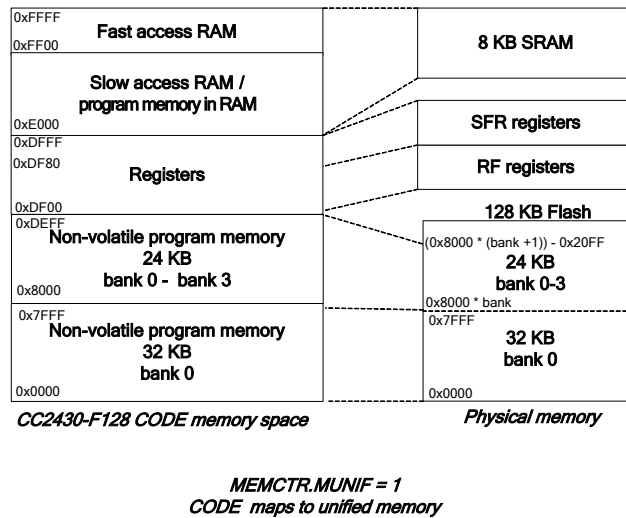 0xFFFF
Fast access RAM
0xFF00
8 KB SRAM
Slow access RAM /
program memory in RAM
0xE000
SFR registers
0xDFFF
0xDF80
Registers
RF registers
0xDF00
0xDEFF
Non-volatile program memory
24 KB
bank 0 - bank 3
0x8000
128 KB Flash
((0x8000 * (bank +1)) - 0x20FF
24 KB
bank 0-3
0x8000 * bank
0x7FFF
Non-volatile program memory
32 KB
bank 0
0x0000
0x7FFF
32 KB
bank 0
0x0000
CC2430-F128 CODE memory space
Physical memory
MEMCTR.MUNIF = 1
CODE maps to unified memory